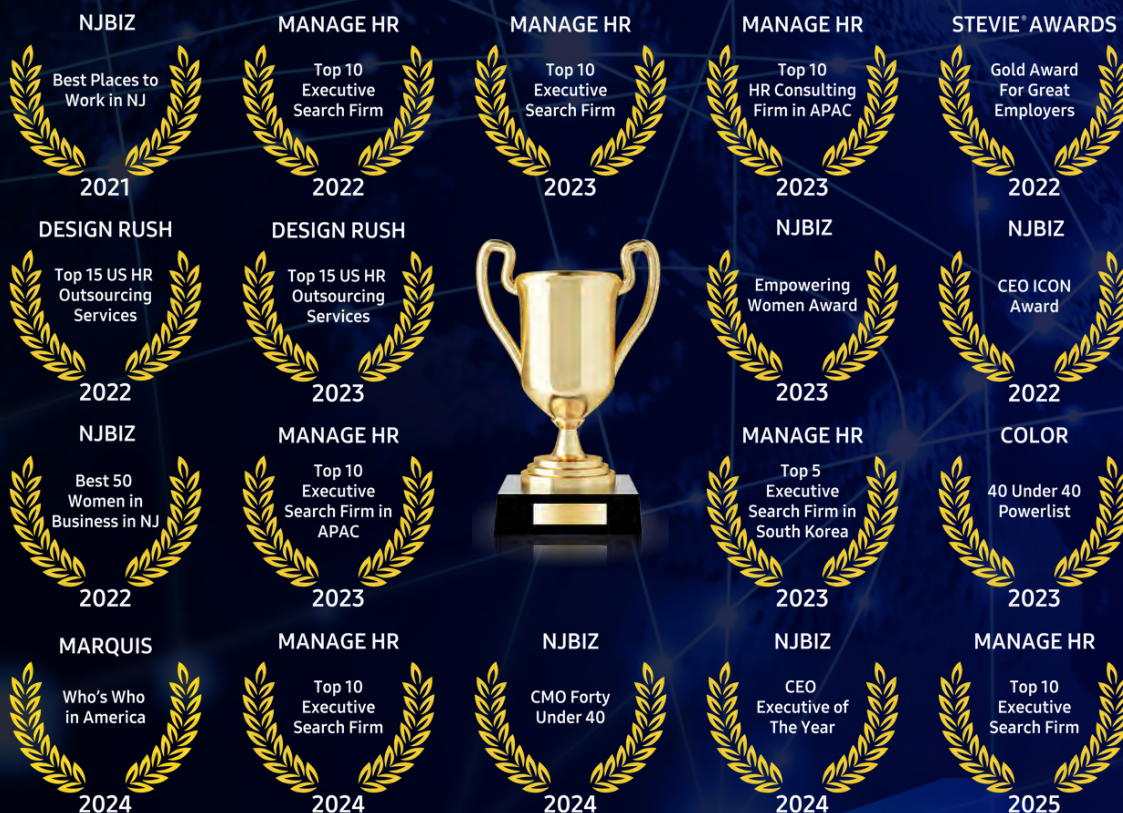 NJBIZ
Best Places to
Work in NJ
2021
MANAGE HR
Top 10
Executive
Search Firm
2022
MANAGE HR
Top 10
Executive
Search Firm
2023
MANAGE HR
Top 10
HR Consulting
Firm in APAC
2023
STEVIE® AWARDS
Gold Award
For Great
Employers
2022
DESIGN RUSH
Top 15 US HR
Outsourcing
Services
2022
DESIGN RUSH
Top 15 US HR
Outsourcing
Services
2023
NJBIZ
Empowering
Women Award
2023
NJBIZ
CEO ICON
Award
2022
NJBIZ
Best 50
Women in
Business in NJ
2022
MANAGE HR
Top 10
Executive
Search Firm in
APAC
2023
MANAGE HR
Top 5
Executive
Search Firm in
South Korea
2023
COLOR
40 Under 40
Powerlist
2023
MARQUIS
Who's Who
in America
2024
MANAGE HR
Top 10
Executive
Search Firm
2024
NJBIZ
CMO Forty
Under 40
2024
NJBIZ
CEO
Executive of
The Year
2024
MANAGE HR
Top 10
Executive
Search Firm
2025